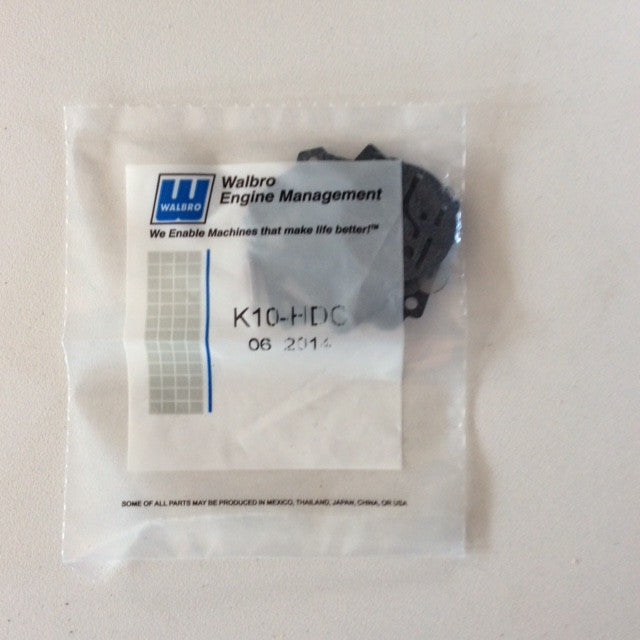 WALBRO
Walbro
Engine Management
We Enable Machines that make life better!™
K10-HDC
06 2014
SOME OF ALL PARTS MAY BE PRODUCED IN MEXICO, THAILAND, JAPAN, CHINA, OR USA